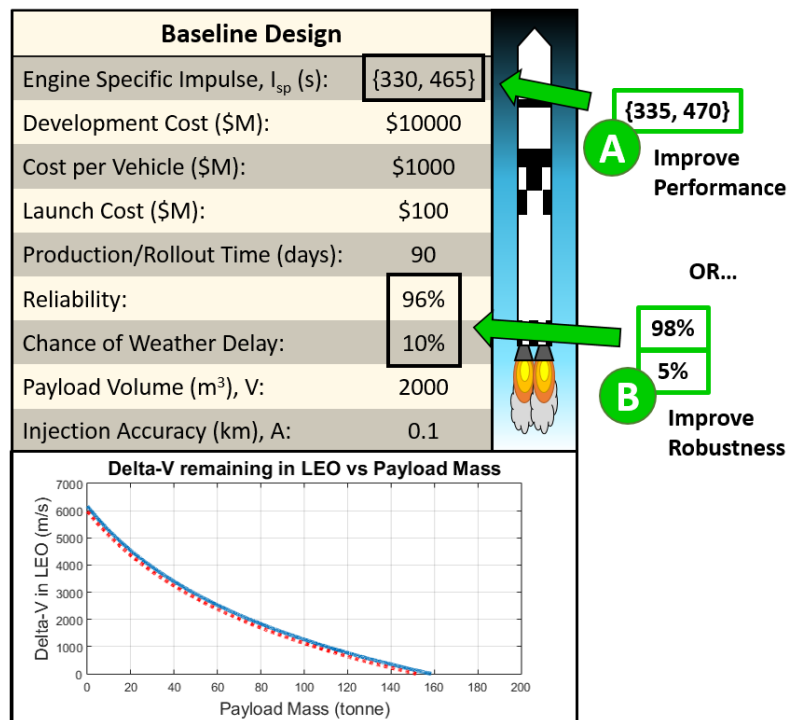 Baseline Design
Engine Specific Impulse, Isp (s): {330, 465}
Development Cost ($M): $10000
Cost per Vehicle ($M): $1000
Launch Cost ($M): $100
Production/Rollout Time (days): 90
Reliability: 96%
Chance of Weather Delay: 10%
Payload Volume (m³), V: 2000
Injection Accuracy (km), A: 0.1
{335, 470}
A
Improve
Performance
OR...
98%
5%
B
Improve
Robustness
Delta-V remaining in LEO vs Payload Mass
Delta-V in LEO (m/s)
7000
6000
5000
4000
3000
2000
1000
0
0 20 40 60 80 100 120 140 160 180 200
Payload Mass (tonne)